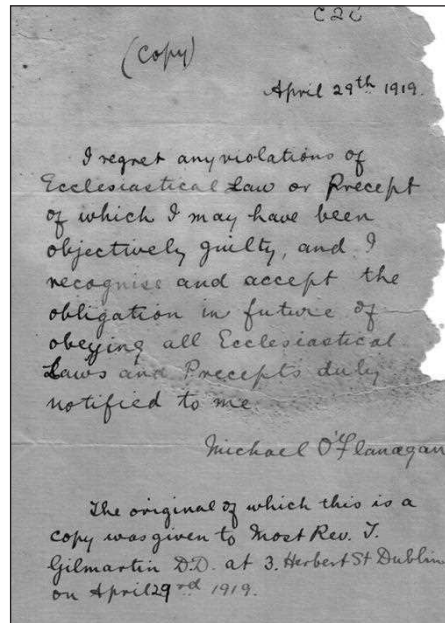 C2c
(Copy)
April 29th 1919.
I regret any violations of
Ecclesiastical Law or Precept
of which I may have been
objectively guilty, and I
recognise and accept the
obligation in future of
obeying all Ecclesiastical
Laws and Precepts duly
notified to me
Michael O'Flanagan
The original of which this is a
copy was given to Most Rev. T.
Gilmartin D.D. at 3. Herbert St Dublin
on April 29rd 1919.